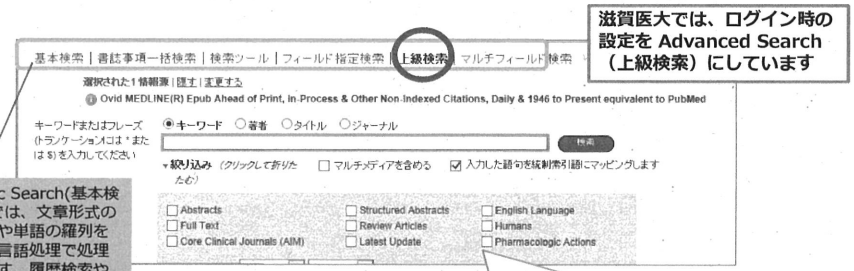 滋賀医大では、ログイン時の
設定を Advanced Search
（上級検索）にしています
基本検索 | 書誌事項一括検索 | 検索ツール | フィールド指定検索 | 上級検索 | マルチフィールド検索
選択された1情報源 | 隠す | 変更する
Ovid MEDLINE(R) Epub Ahead of Print, In-Process & Other Non-Indexed Citations, Daily & 1946 to Present equivalent to PubMed
キーワードまたはフレーズ
(トランケーションには * また
は $) を入力してください
キーワード 著者 タイトル ジャーナル
検索
▼絞り込み (クリックして折りた
たむ)
マルチメディアを含める 入力した語句を統制索引語にマッピングします
c Search(基本検
では、文章形式の
や単語の羅列を
言語処理で処理
す。履歴検索や
Abstracts Structured Abstracts English Language
Full Text Review Articles Humans
Core Clinical Journals (AIM) Latest Update Pharmacologic Actions